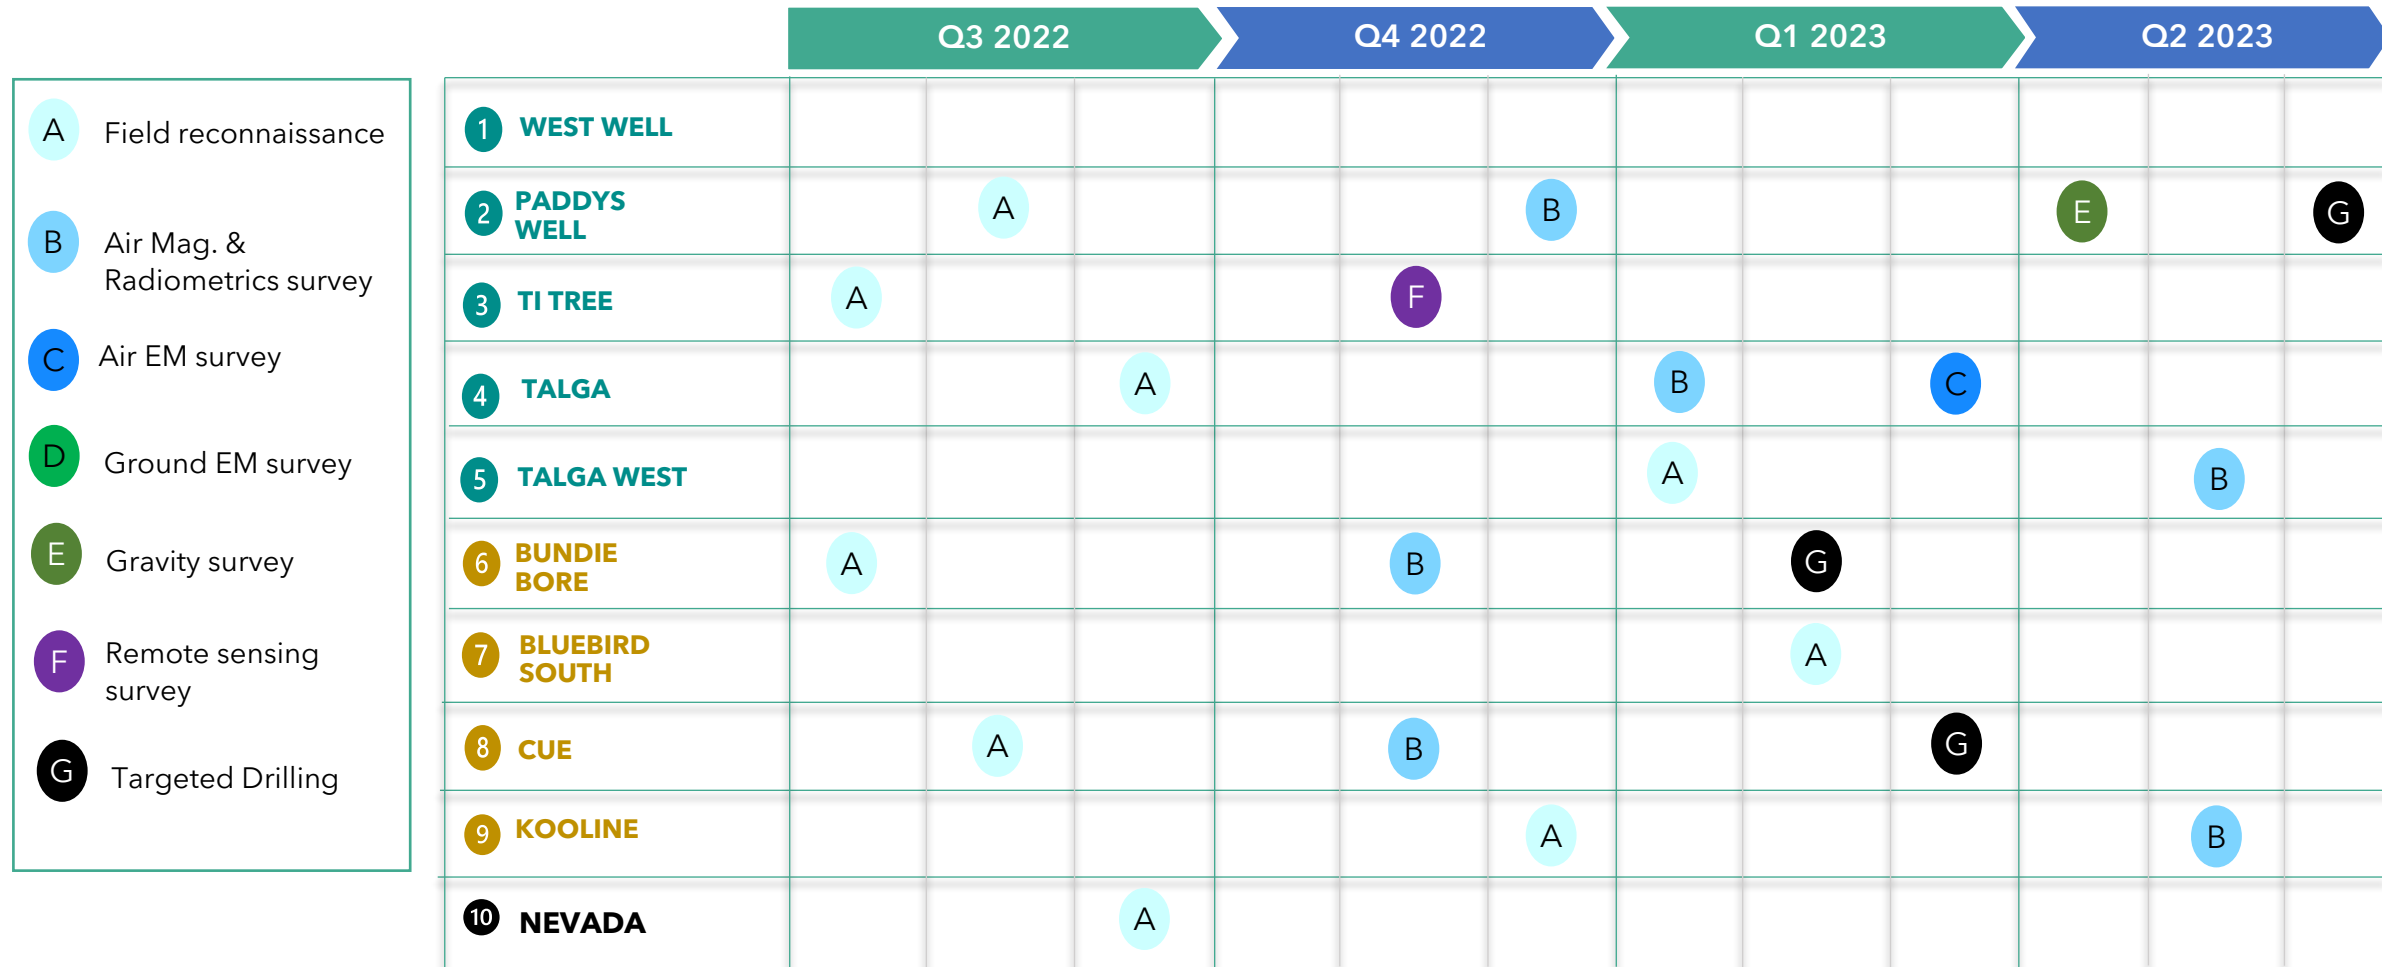 Q3 2022
Q4 2022
Q1 2023
Q2 2023
A Field reconnaissance
B Air Mag. &
Radiometrics survey
C Air EM survey
D Ground EM survey
E Gravity survey
F Remote sensing
survey
G Targeted Drilling
1 WEST WELL
2 PADDYS
WELL
A B E G
3 TI TREE A F
4 TALGA A B C
5 TALGA WEST A B
6 BUNDIE
BORE
A B G
7 BLUEBIRD
SOUTH
A
8 CUE A B G
9 KOOLINE A B
10 NEVADA A